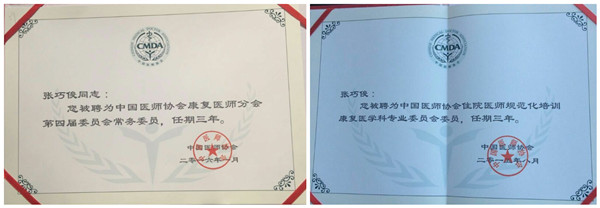 CMDA
张巧俊同志：
您被聘为中国医师协会康复医师分会
第四届委员会常务委员，任期三年。
中国医师协会
CMDA
张巧俊：
您被聘为中国医师协会住院医师规范化培训
康复医学科专业委员会委员，任期三年。
中国医师协会